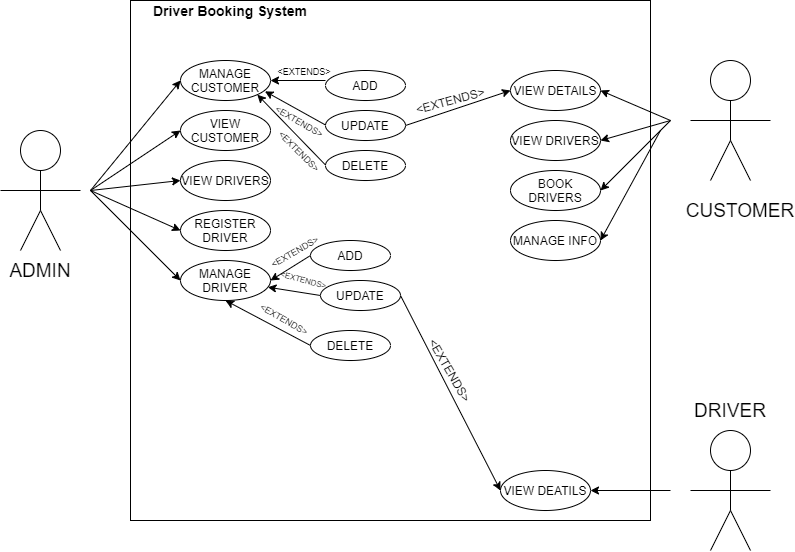 Driver Booking System
MANAGE
CUSTOMER
<EXTENDS>
ADD
<EXTENDS>
UPDATE
<EXTENDS>
DELETE
<EXTENDS>
VIEW DETAILS
VIEW
CUSTOMER
VIEW DRIVERS
VIEW DRIVERS
BOOK
DRIVERS
MANAGE INFO
CUSTOMER
REGISTER
DRIVER
ADMIN
MANAGE
DRIVER
<EXTENDS>
ADD
<EXTENDS>
UPDATE
<EXTENDS>
DELETE
<EXTENDS>
DRIVER
VIEW DEATILS